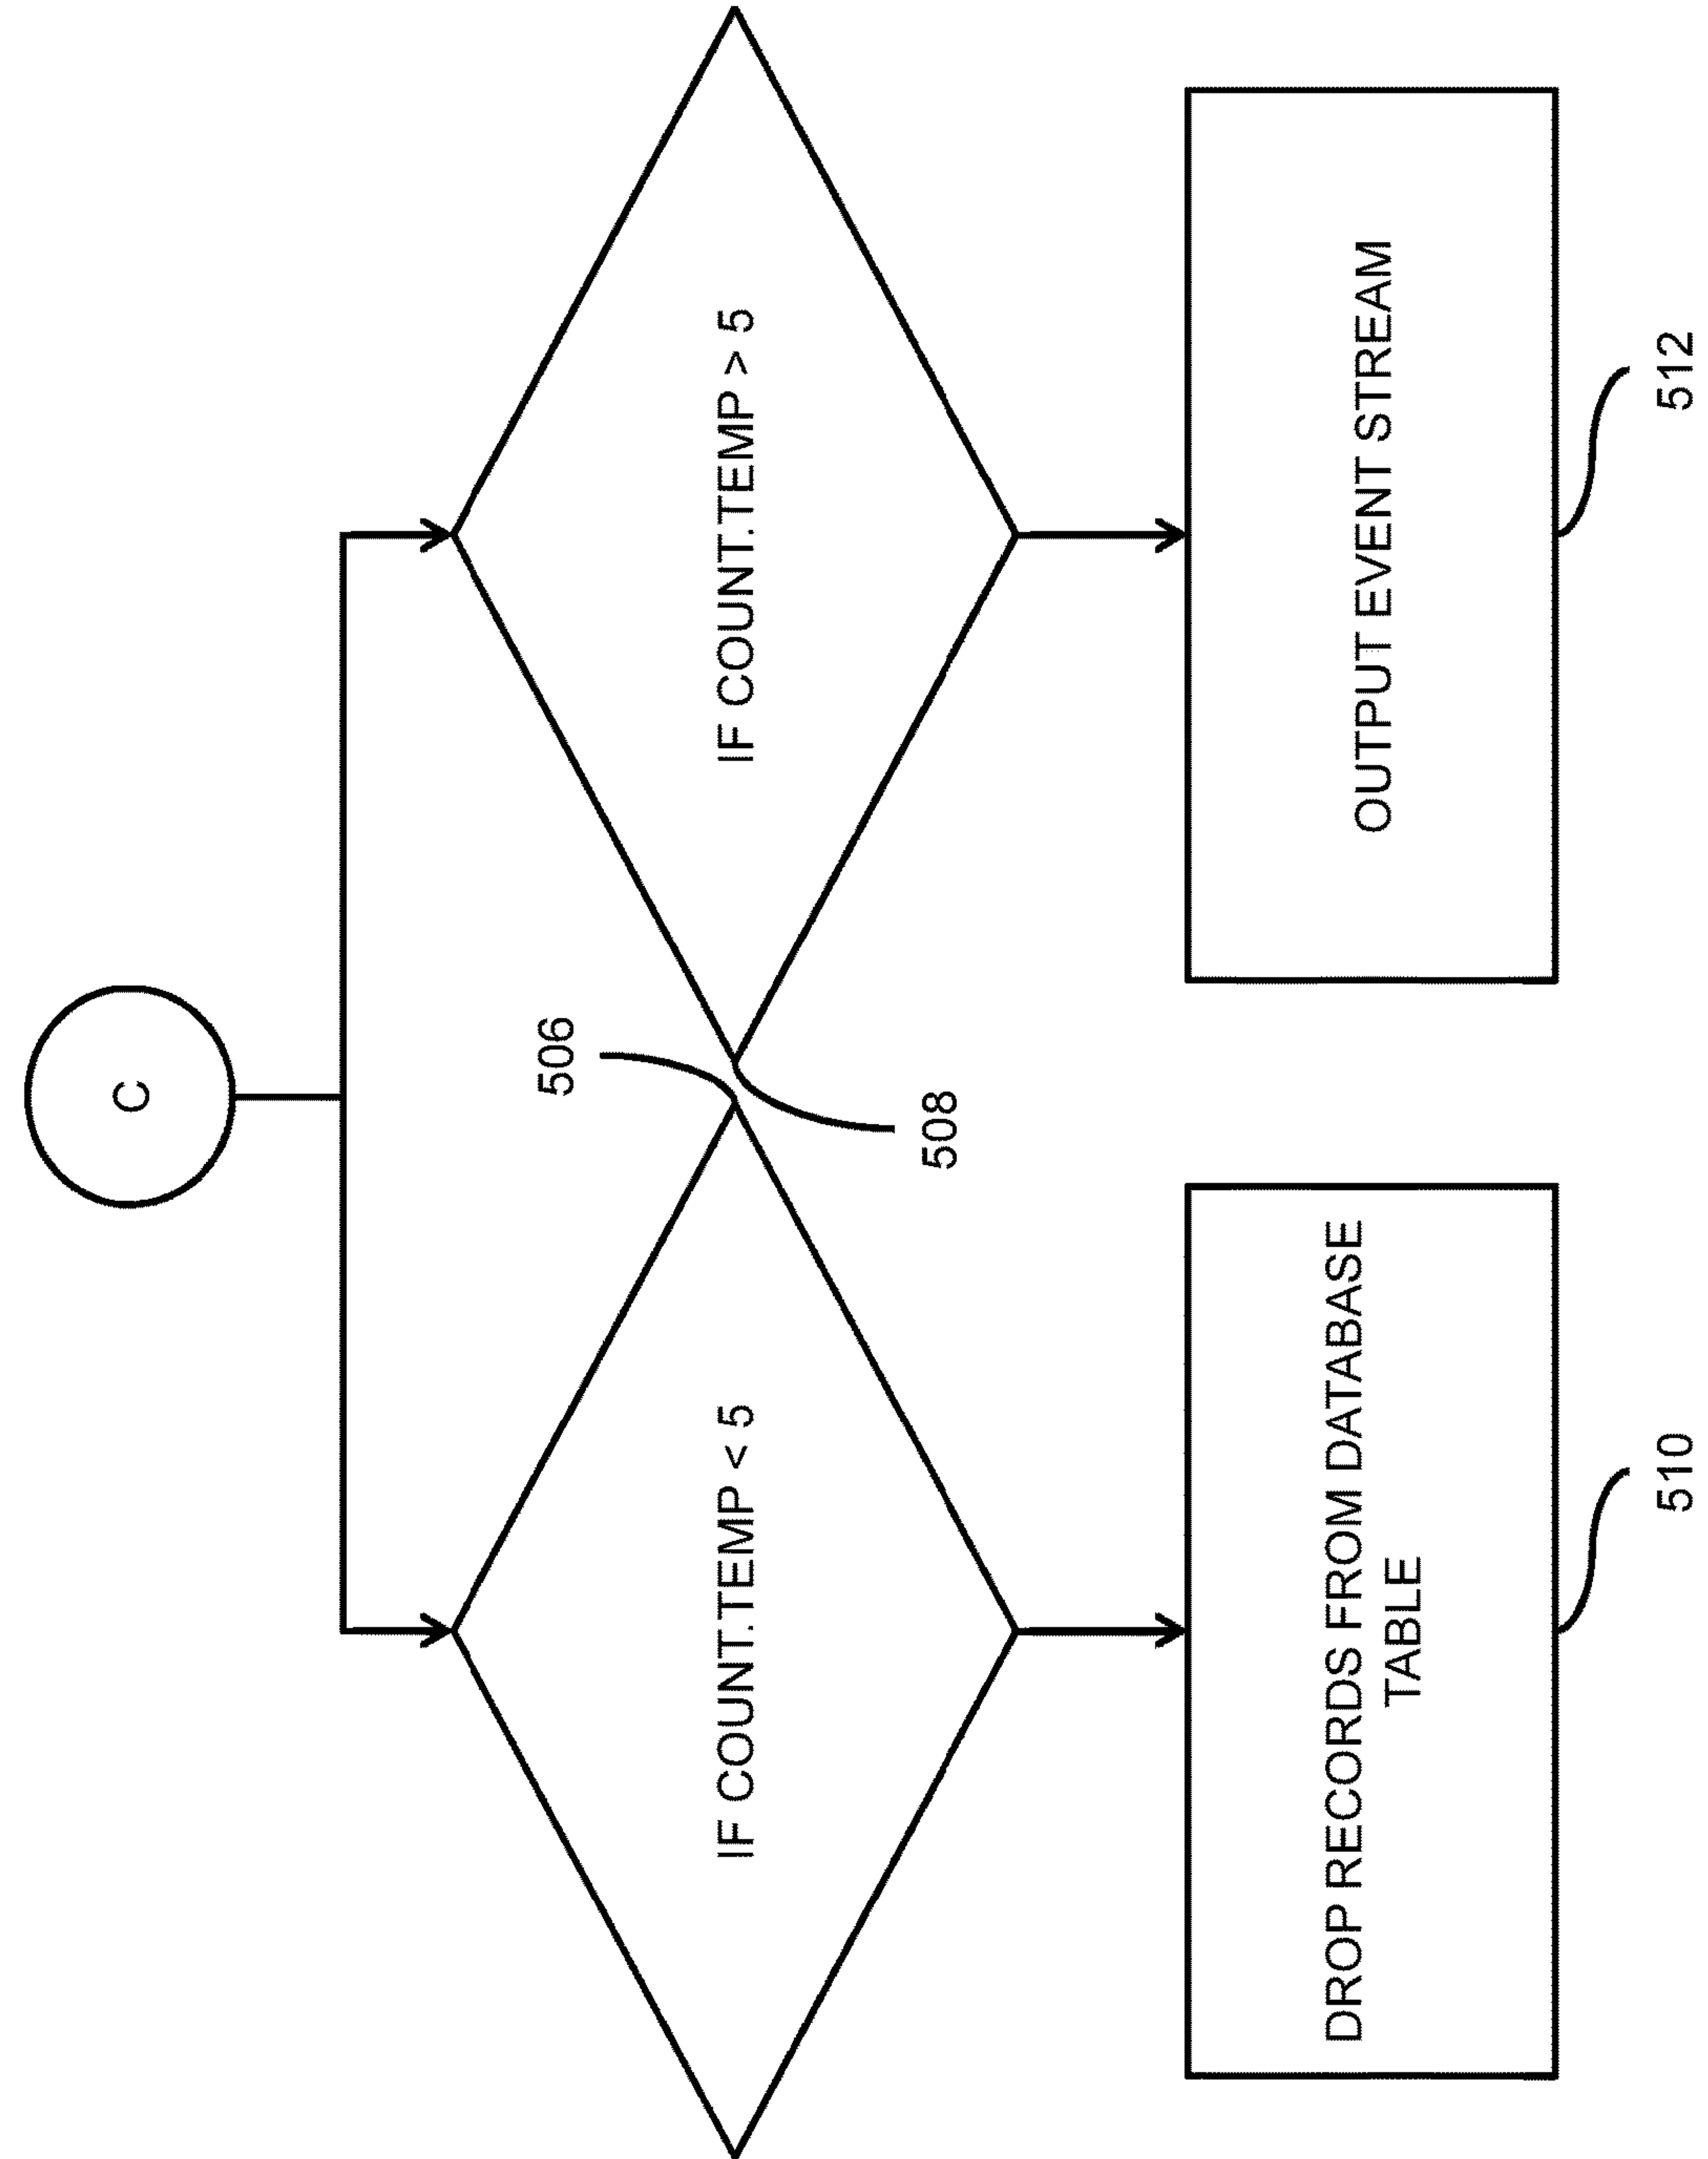 C
506
IF COUNT.TEMP < 5
IF COUNT.TEMP > 5
508
DROP RECORDS FROM DATABASE
TABLE
OUTPUT EVENT STREAM
510
512